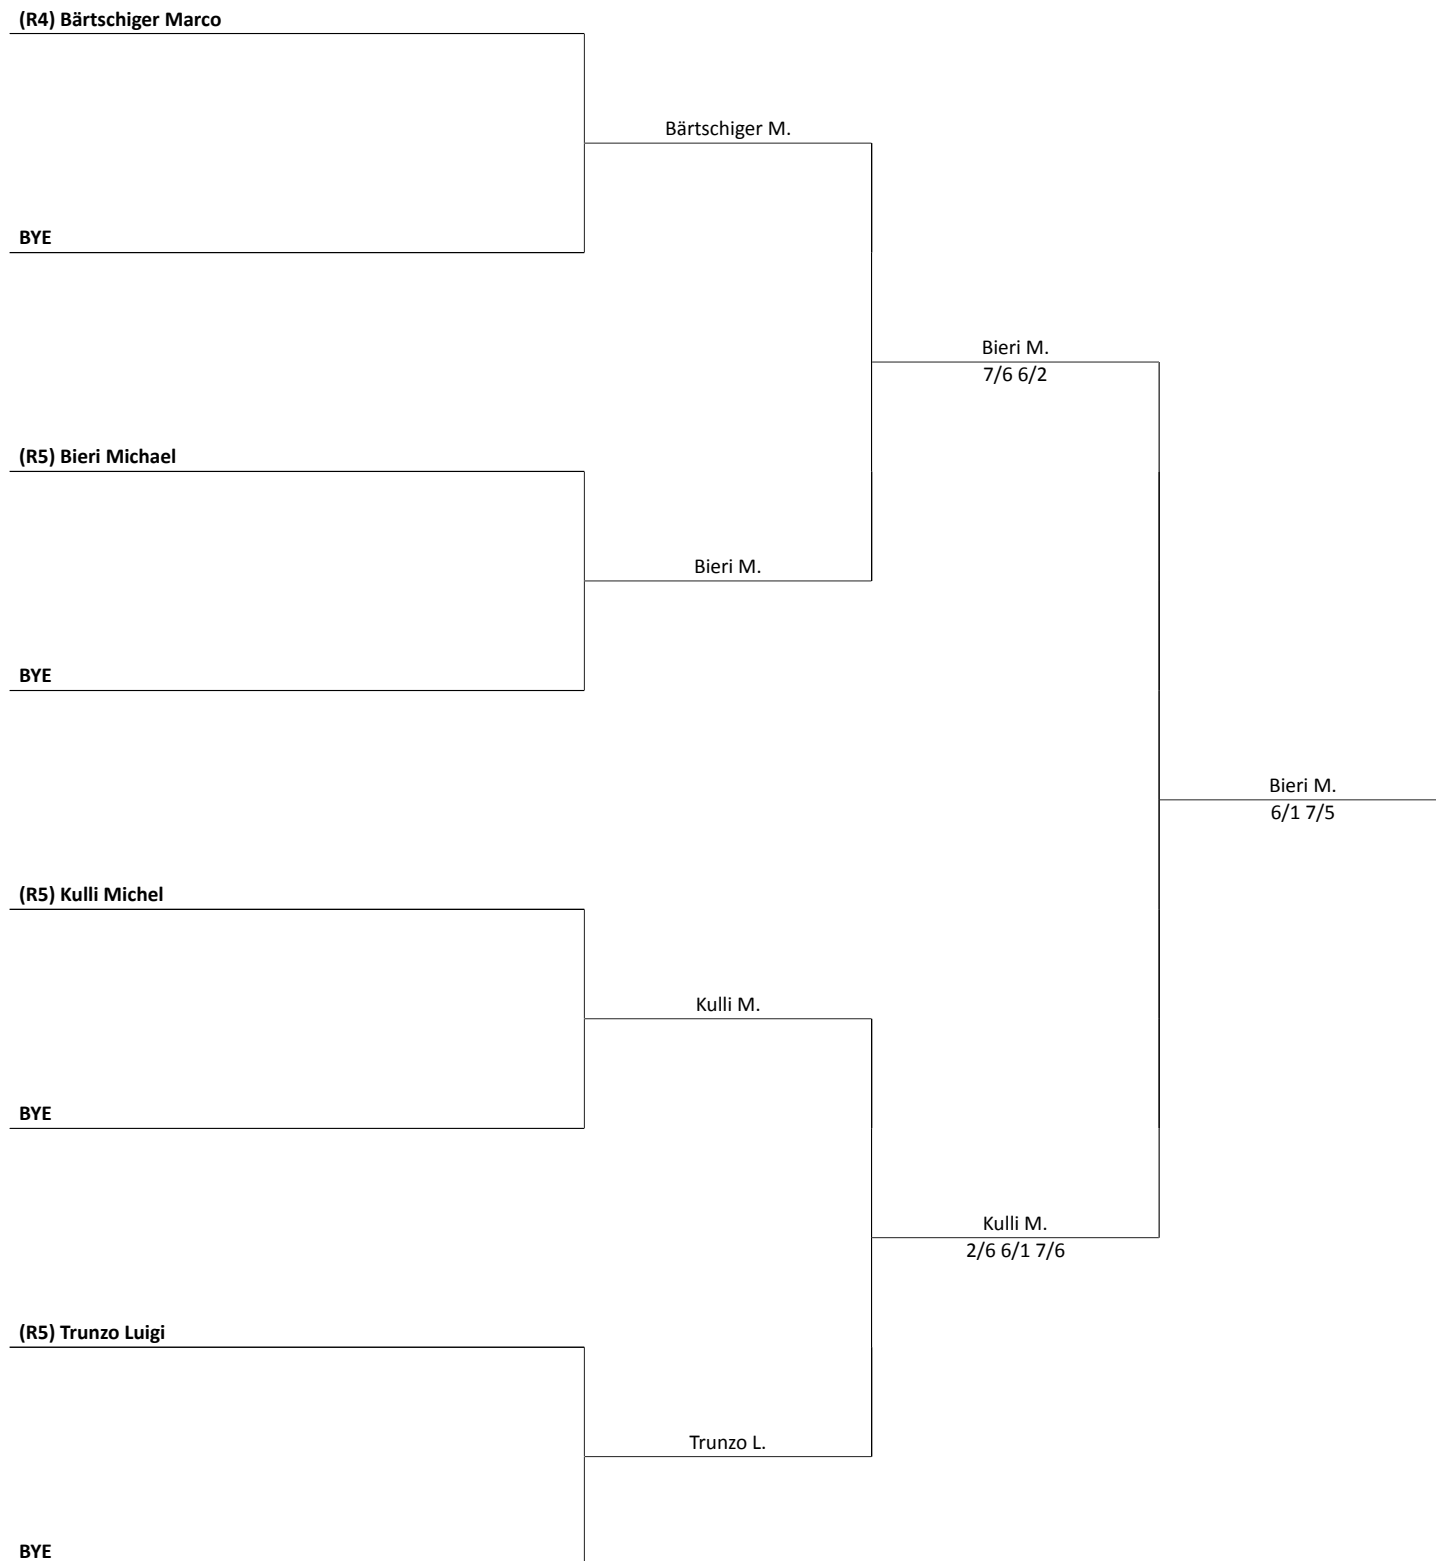 (R4) Bärtschiger Marco
Bärtschiger M.
BYE
Bieri M.
7/6 6/2
(R5) Bieri Michael
Bieri M.
BYE
Bieri M.
6/1 7/5
(R5) Kulli Michel
Kulli M.
BYE
Kulli M.
2/6 6/1 7/6
(R5) Trunzo Luigi
Trunzo L.
BYE